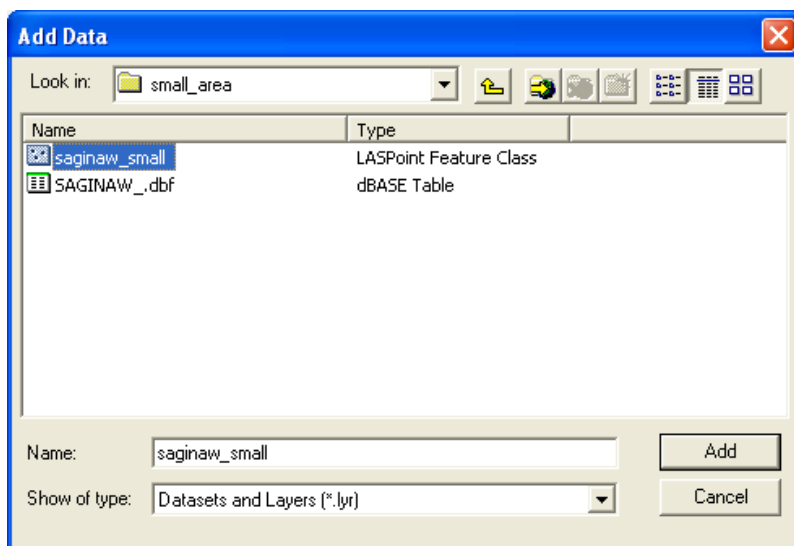 Add Data
Look in: small_area
Name Type
saginaw_small LASPoint Feature Class
SAGINAW_.dbf dBASE Table
Name: saginaw_small Add
Show of type: Datasets and Layers (*.lyr) Cancel